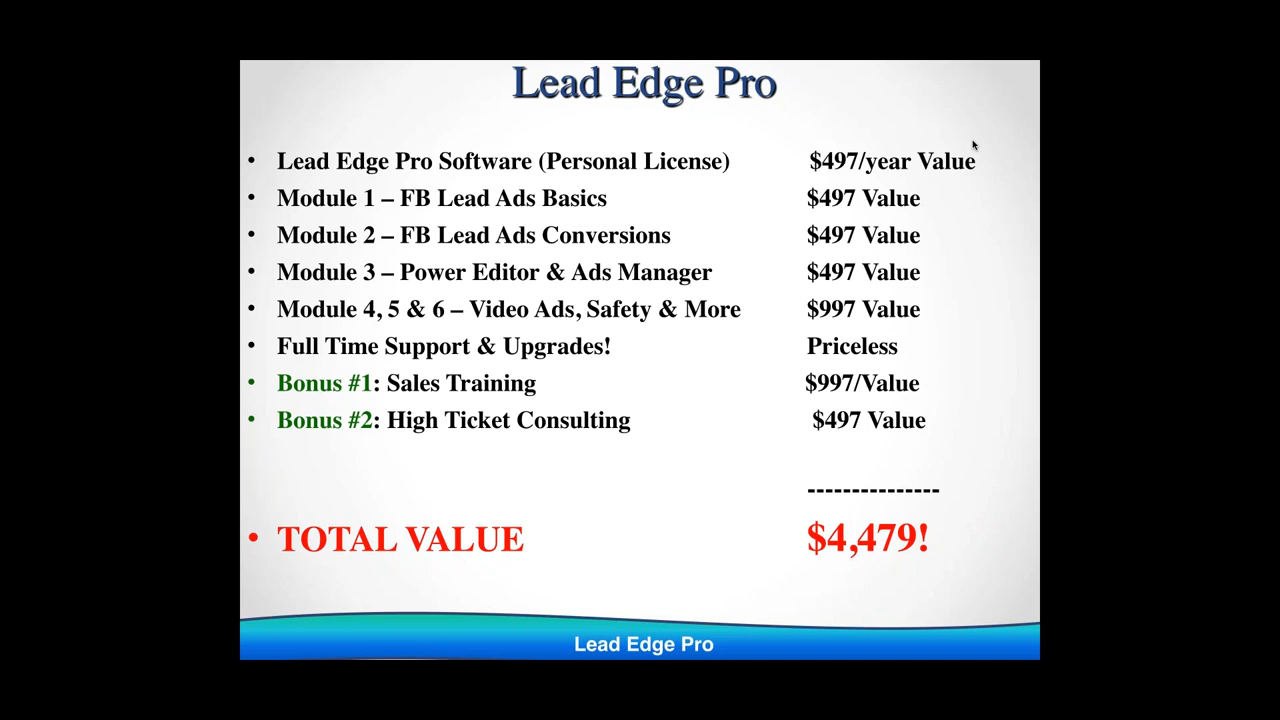 Lead Edge Pro
• Lead Edge Pro Software (Personal License) $497/year Value
• Module 1 – FB Lead Ads Basics $497 Value
• Module 2 – FB Lead Ads Conversions $497 Value
• Module 3 – Power Editor & Ads Manager $497 Value
• Module 4, 5 & 6 – Video Ads, Safety & More $997 Value
• Full Time Support & Upgrades! Priceless
• Bonus #1: Sales Training $997/Value
• Bonus #2: High Ticket Consulting $497 Value
---------------
• TOTAL VALUE $4,479!
Lead Edge Pro